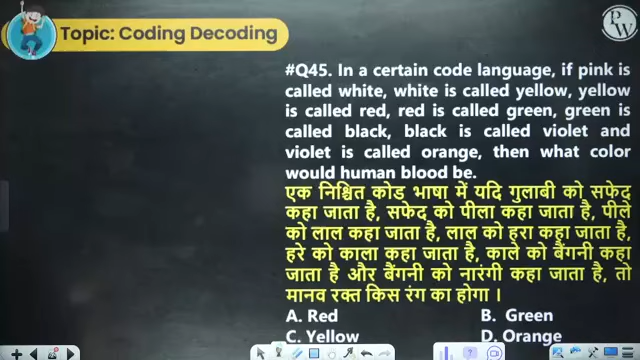 Topic: Coding Decoding
PW
#Q45. In a certain code language, if pink is
called white, white is called yellow, yellow
is called red, red is called green, green is
called black, black is called violet and
violet is called orange, then what color
would human blood be.
एक निश्चित कोड भाषा में यदि गुलाबी को सफेद
कहा जाता है, सफेद को पीला कहा जाता है, पीले
को लाल कहा जाता है, लाल को हरा कहा जाता है,
हरे को काला कहा जाता है, काले को बैंगनी कहा
जाता है और बैंगनी को नारंगी कहा जाता है, तो
मानव रक्त किस रंग का होगा ।
A. Red B. Green
C. Yellow D. Orange